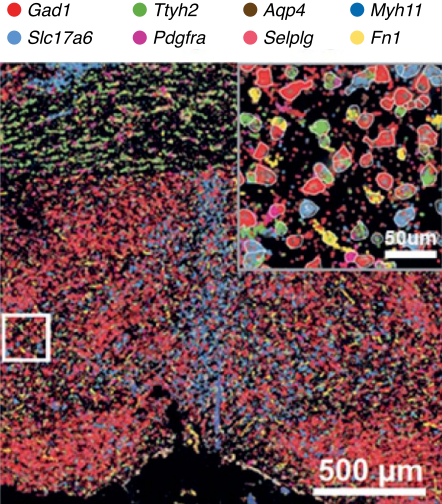 Gad1 Ttyh2 Aqp4 Myh11
Slc17a6 Pdgfra Selplg Fn1
50um
500 µm